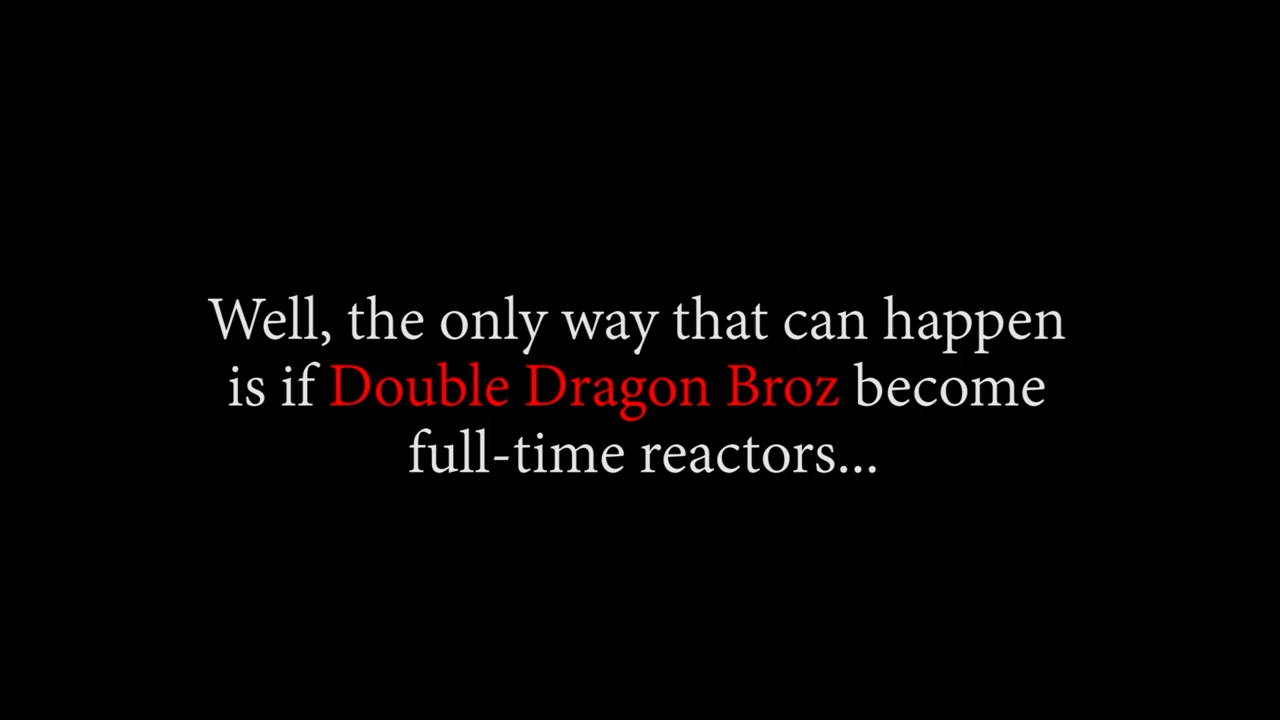 Well, the only way that can happen
is if Double Dragon Broz become
full-time reactors...